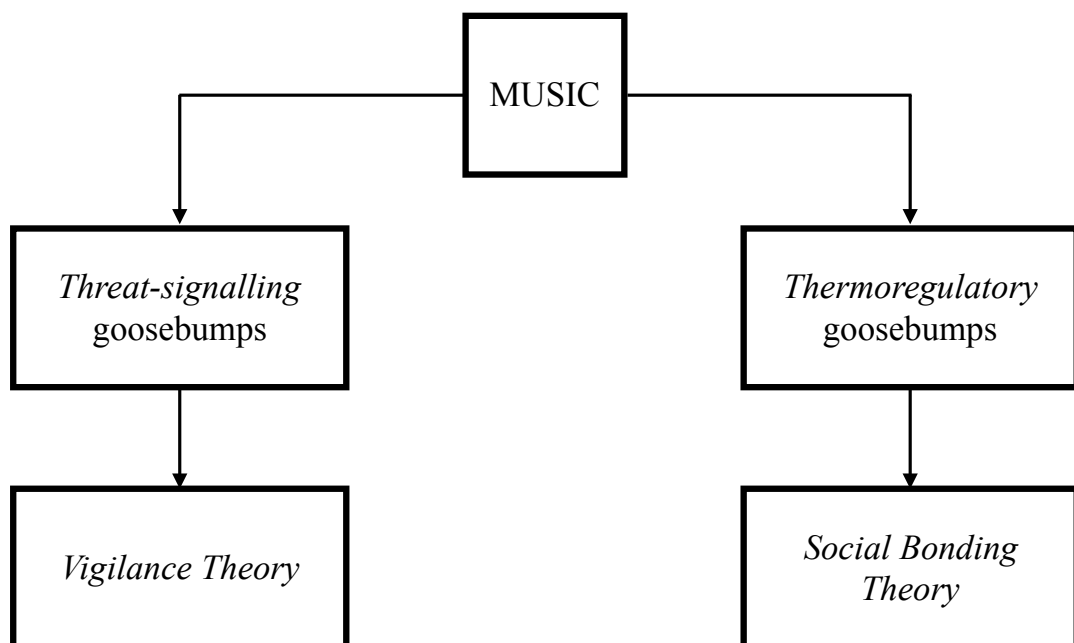 MUSIC
Threat-signalling
goosebumps
Thermoregulatory
goosebumps
Vigilance Theory
Social Bonding
Theory